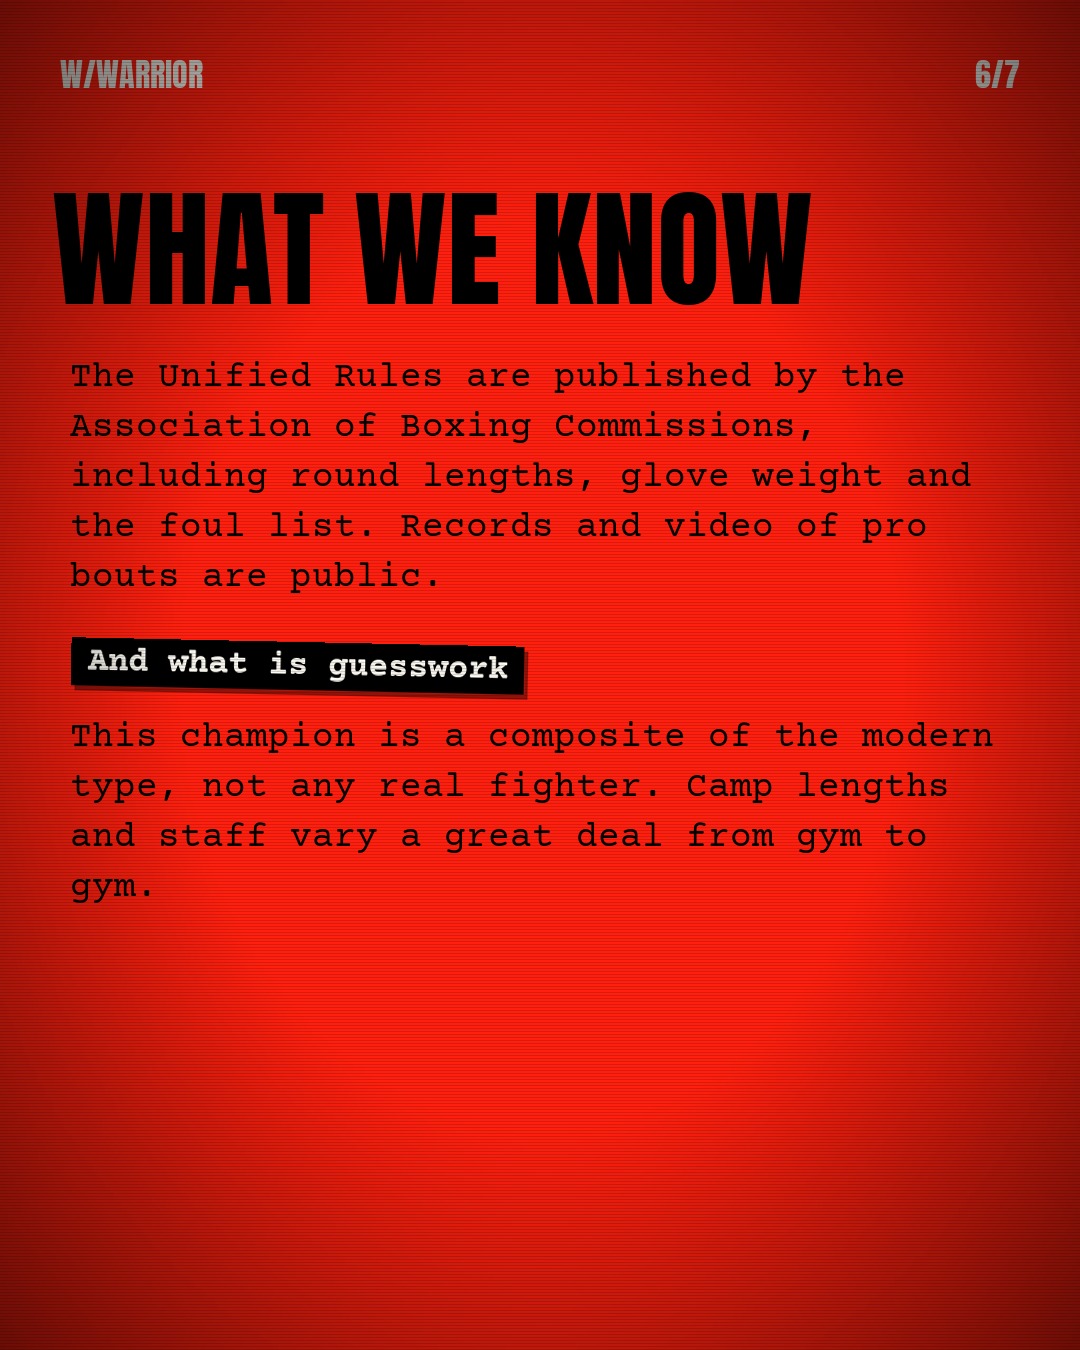 W/WARRIOR
6/7
WHAT WE KNOW
The Unified Rules are published by the
Association of Boxing Commissions,
including round lengths, glove weight and
the foul list. Records and video of pro
bouts are public.
And what is guesswork
This champion is a composite of the modern
type, not any real fighter. Camp lengths
and staff vary a great deal from gym to
gym.